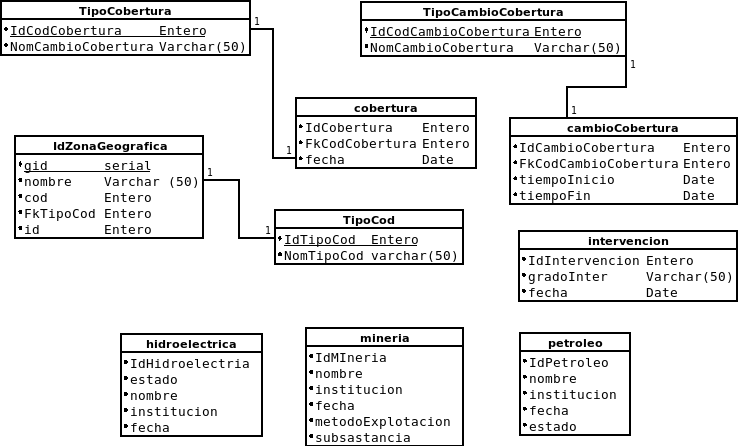 TipoCobertura
IdCodCobertura Entero
NomCambioCobertura Varchar(50)
1
TipoCambioCobertura
IdCodCambioCobertura Entero
NomCambioCobertura Varchar(50)
1
cobertura
IdCobertura Entero
FkCodCobertura Entero
fecha Date
1
1
cambioCobertura
IdCambioCobertura Entero
FkCodCambioCobertura Entero
tiempoInicio Date
tiempoFin Date
IdZonaGeografica
gid serial
nombre Varchar (50)
cod Entero
FkTipoCod Entero
id Entero
1
TipoCod
IdTipoCod Entero
NomTipoCod varchar(50)
1
intervencion
IdIntervencion Entero
gradoInter Varchar(50)
fecha Date
hidroelectrica
IdHidroelectria
estado
nombre
institucion
fecha
mineria
IdMIneria
nombre
institucion
fecha
metodoExplotacion
subsastancia
petroleo
IdPetroleo
nombre
institucion
fecha
estado